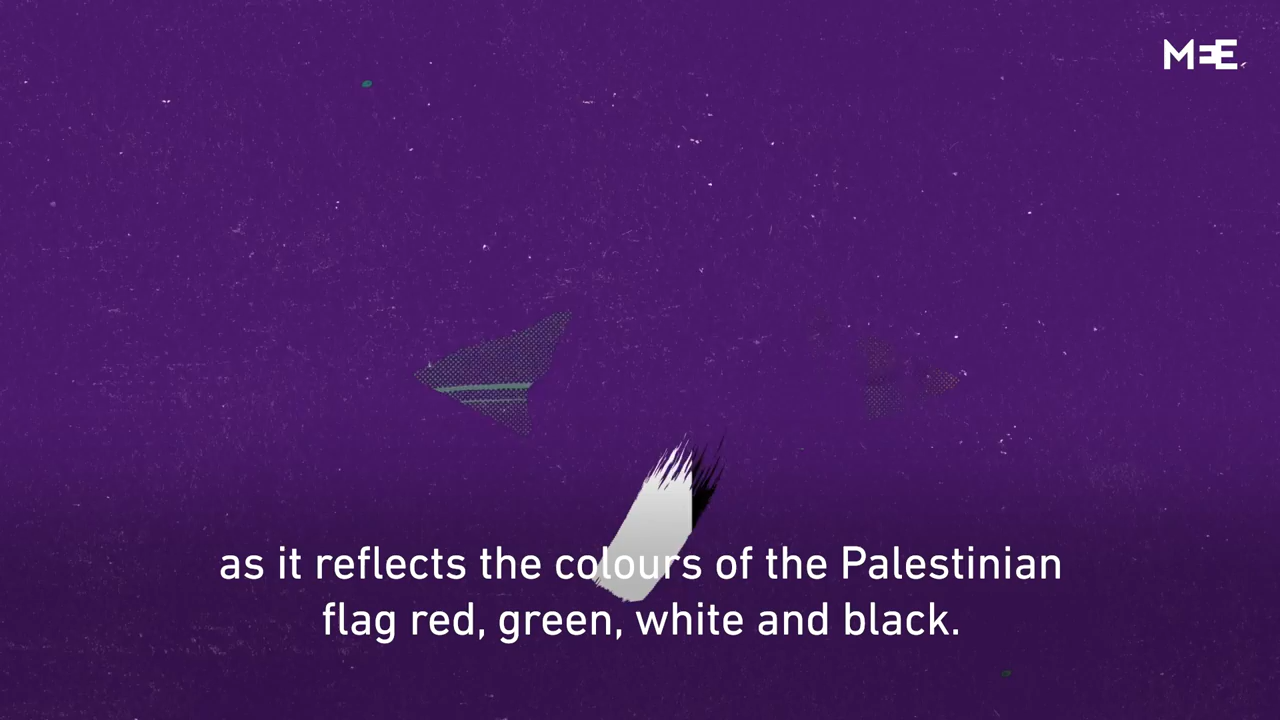 MEE
as it reflects the colours of the Palestinian
flag red, green, white and black.